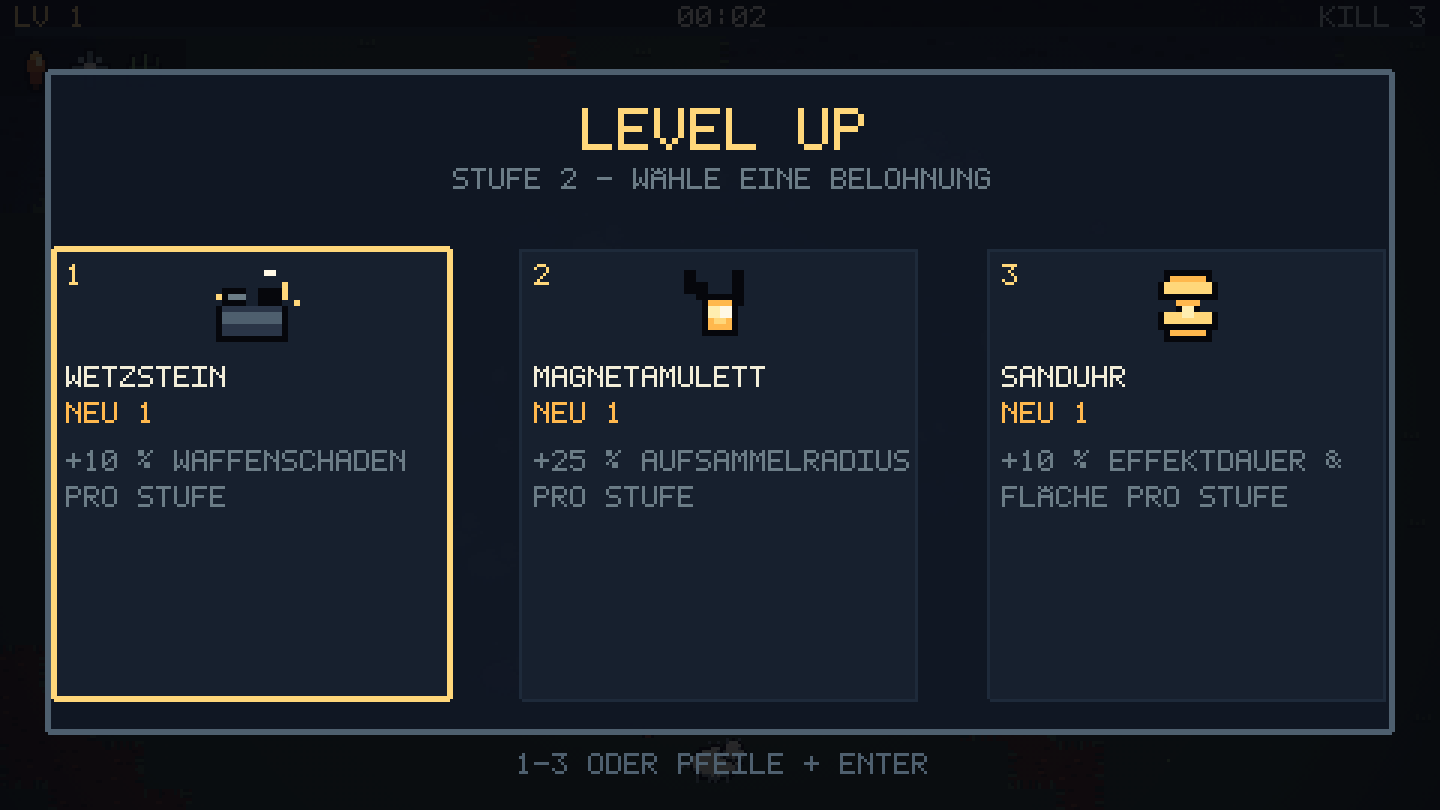 LV 1 00:02 KILL 3
LEVEL UP
STUFE 2 - WÄHLE EINE BELOHNUNG
1
WETZSTEIN
NEU 1
+10 % WAFFENSCHADEN
PRO STUFE
2
MAGNETAMULETT
NEU 1
+25 % AUFSAMMELRADIUS
PRO STUFE
3
SANDUHR
NEU 1
+10 % EFFEKTDAUER &
FLÄCHE PRO STUFE
1-3 ODER PFEILE + ENTER